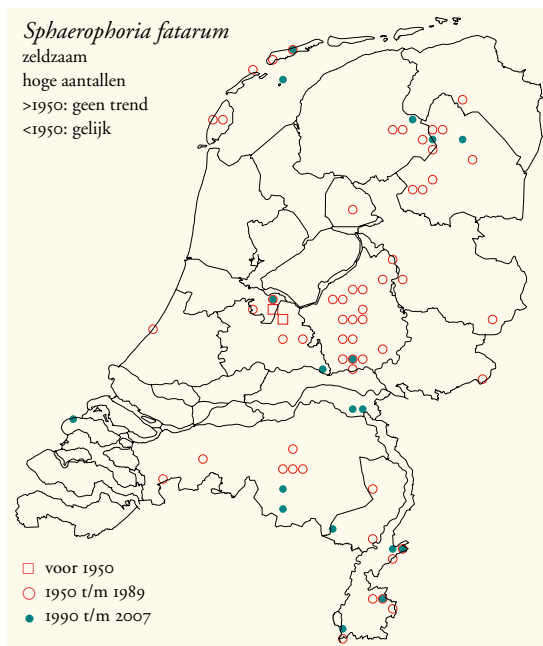 Sphaerophoria fatarum
zeldzaam
hoge aantallen
>1950: geen trend
<1950: gelijk
voor 1950
1950 t/m 1989
1990 t/m 2007